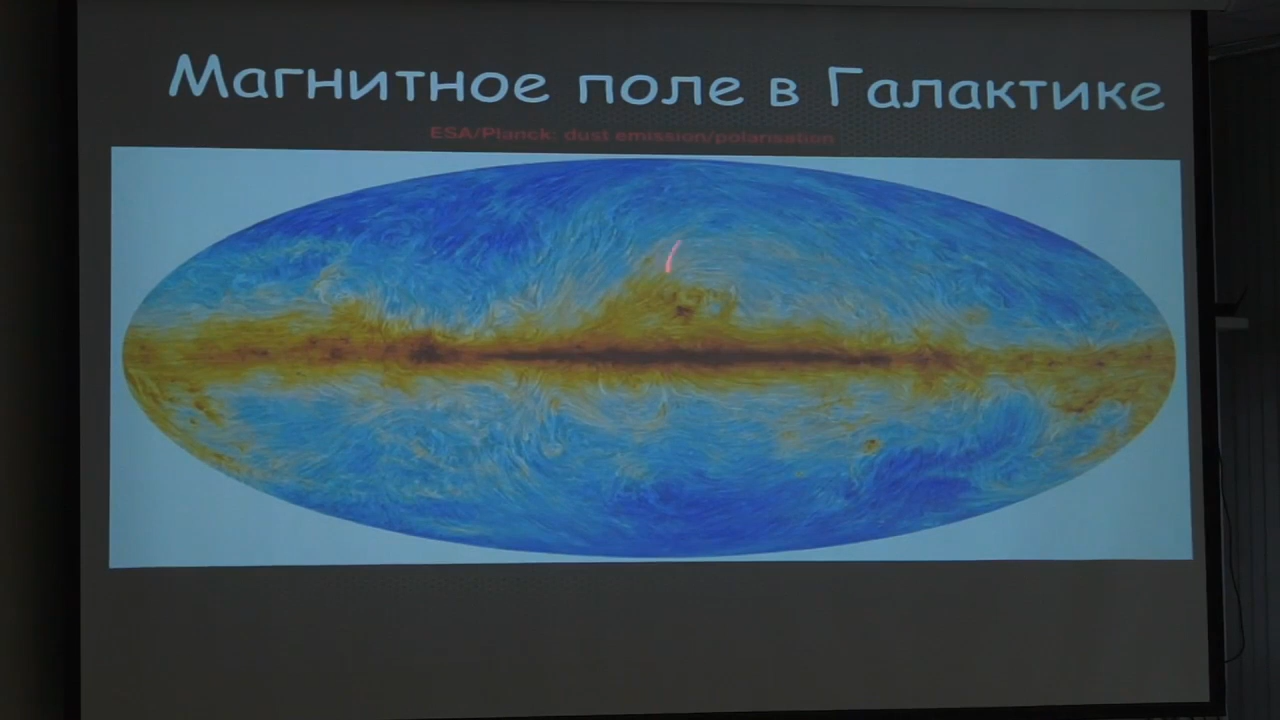 Магнитное поле в Галактике
ESA/Planck: dust emission/polarisation